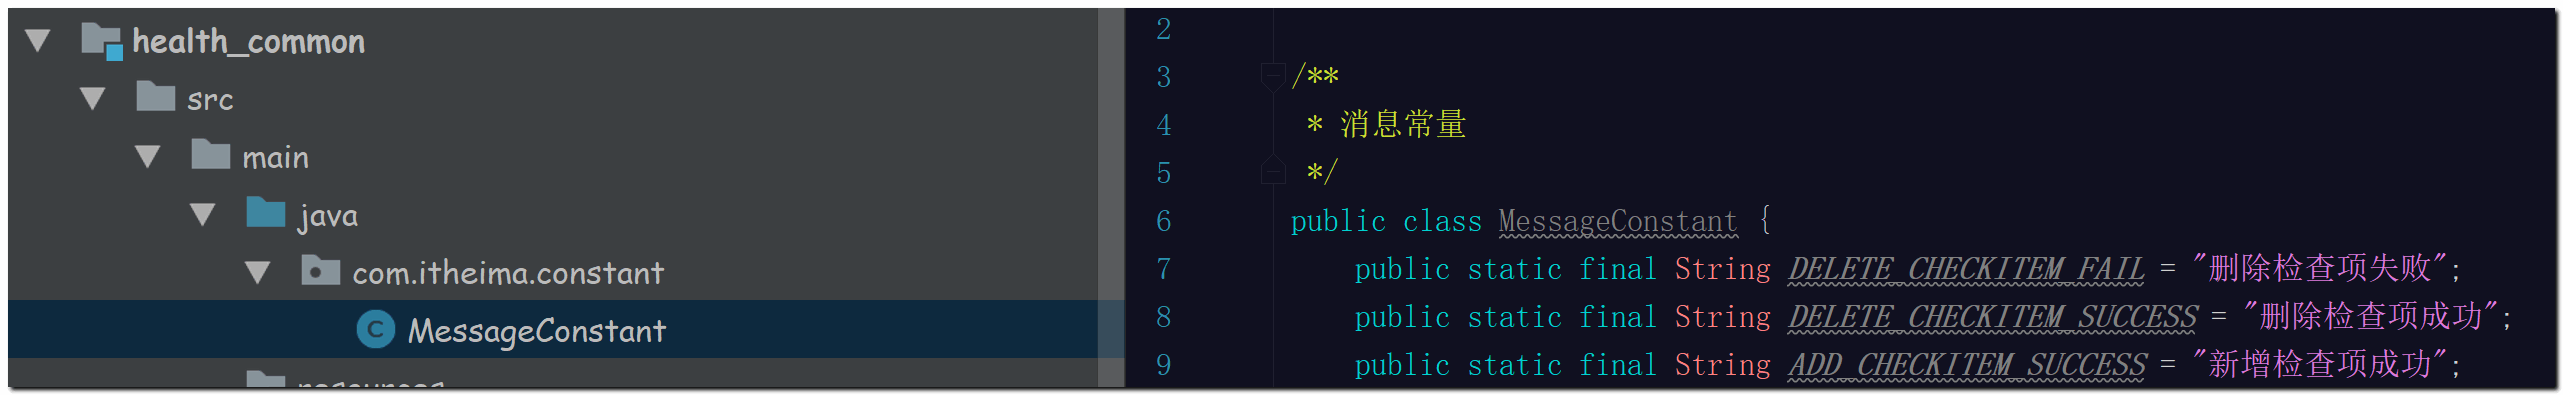 health_common
src
main
java
com.itheima.constant
MessageConstant
resources
2
3 /**
4 * 消息常量
5 */
6 public class MessageConstant {
7 public static final String DELETE_CHECKITEM_FAIL = "删除检查项失败";
8 public static final String DELETE_CHECKITEM_SUCCESS = "删除检查项成功";
9 public static final String ADD_CHECKITEM_SUCCESS = "新增检查项成功";